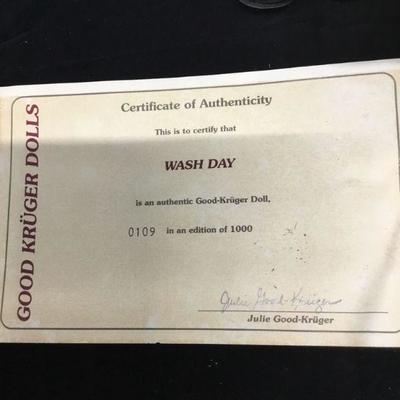 GOOD KRÜGER DOLLS
Certificate of Authenticity
This is to certify that
WASH DAY
is an authentic Good-Krüger Doll,
0109 in an edition of 1000
Julie Good-Krüger
Julie Good-Krüger